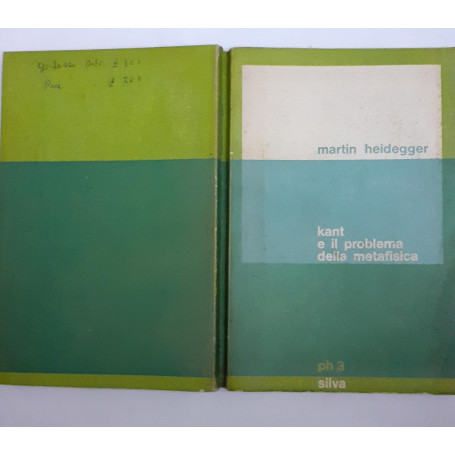 martin heidegger
kant
e il problema
della metafisica
ph 3
silva